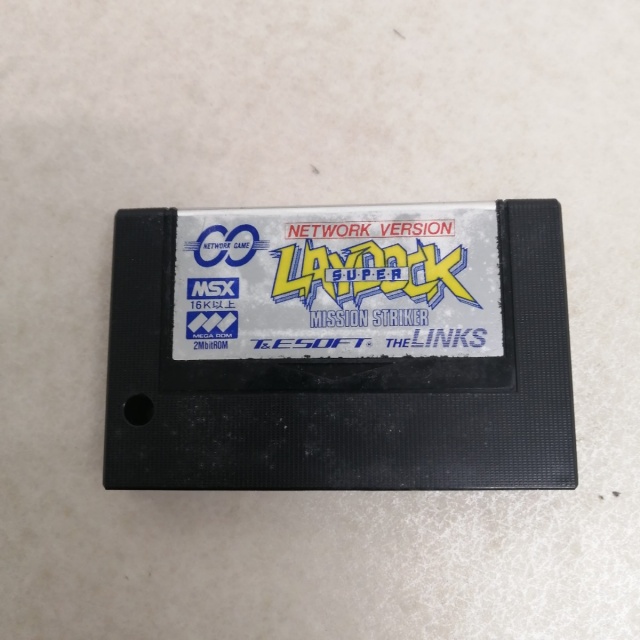 NETWORK VERSION
NETWORK GAME
LAYDOCK
SUPER
MISSION STRIKER
MSX
16K以上
MEGA ROM
2MbitROM
T&ESOFT THE LINKS